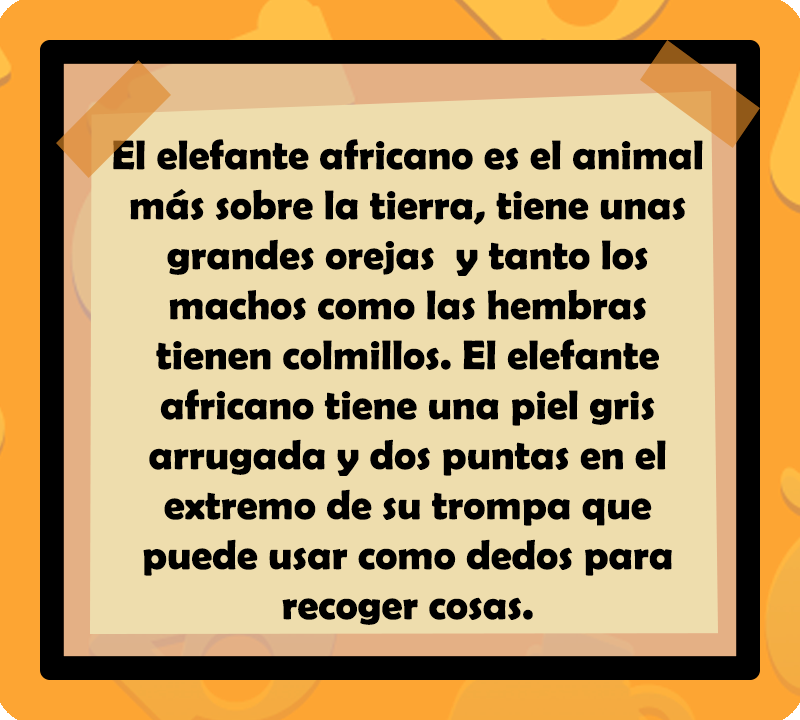 El elefante africano es el animal
más sobre la tierra, tiene unas
grandes orejas  y tanto los
machos como las hembras
tienen colmillos. El elefante
africano tiene una piel gris
arrugada y dos puntas en el
extremo de su trompa que
puede usar como dedos para
recoger cosas.